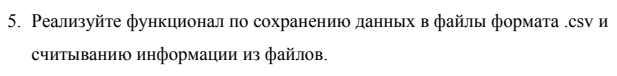 5. Реализуйте функционал по сохранению данных в файлы формата .csv и
считыванию информации из файлов.